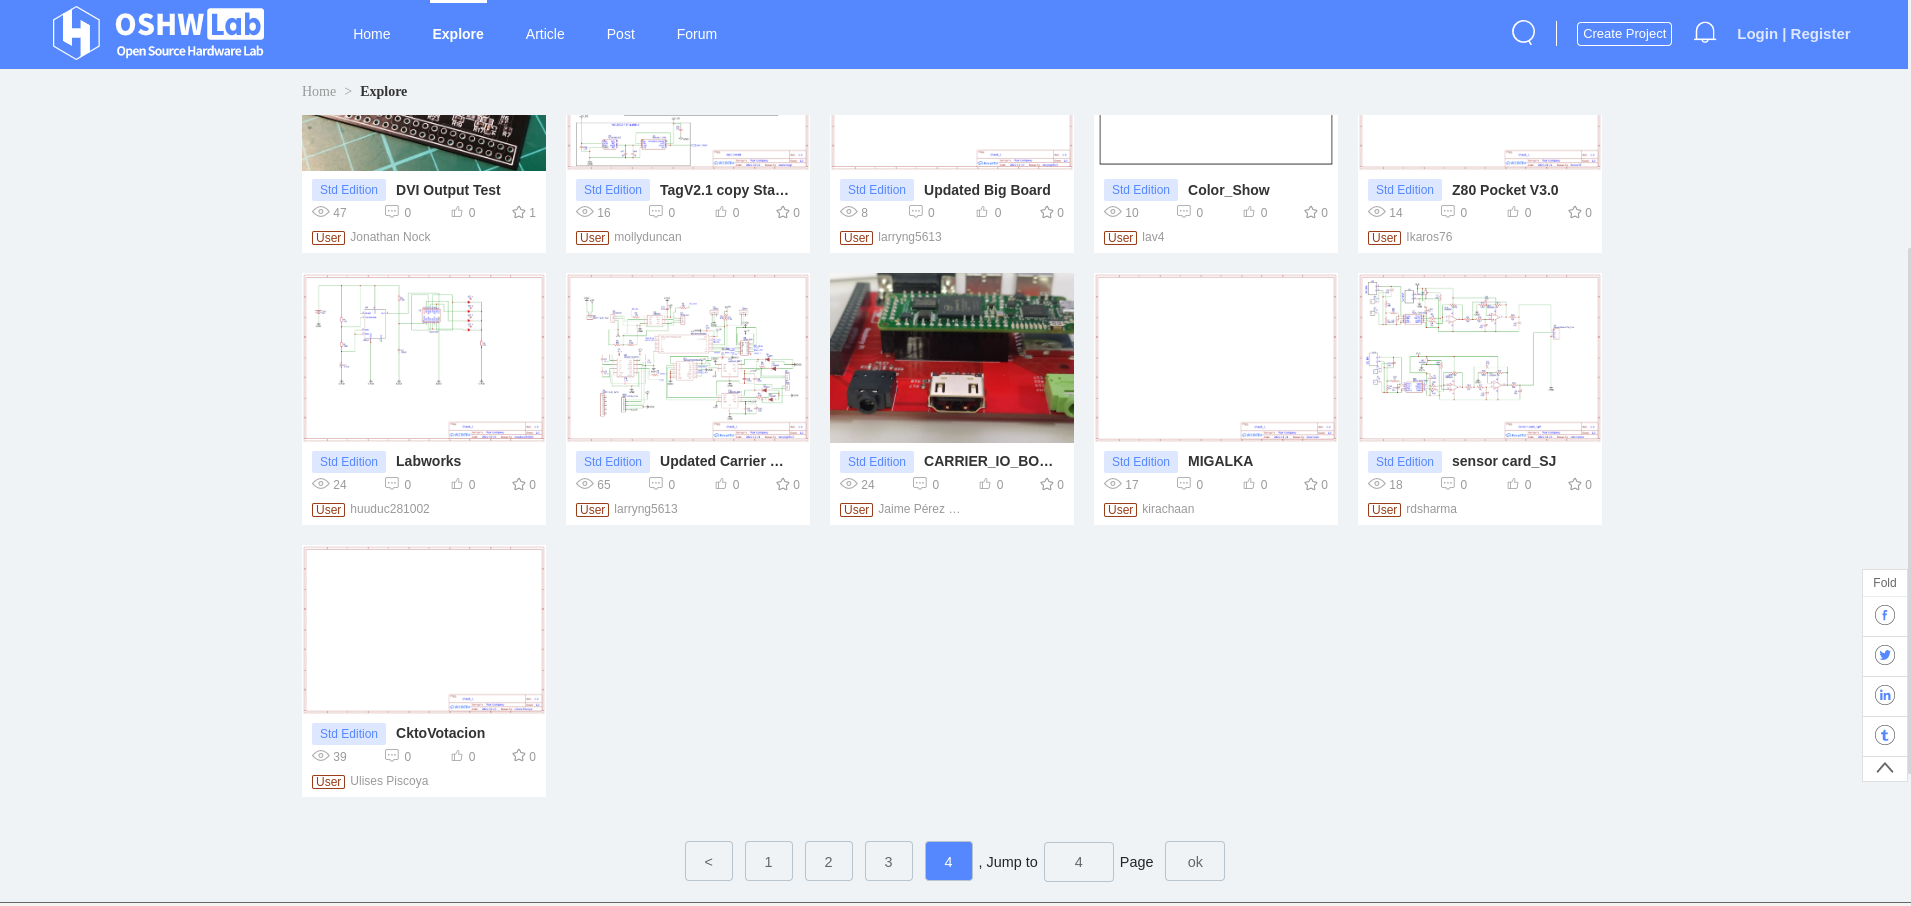 OSHWLab
Open Source Hardware Lab
Home
Explore
Article
Post
Forum
Create Project
Login | Register
Home > Explore
Std Edition DVI Output Test
47 0 0 1
User Jonathan Nock
Std Edition TagV2.1 copy Sta…
16 0 0 0
User mollyduncan
Std Edition Updated Big Board
8 0 0 0
User larryng5613
Std Edition Color_Show
10 0 0 0
User lav4
Std Edition Z80 Pocket V3.0
14 0 0 0
User Ikaros76
Std Edition Labworks
24 0 0 0
User huuduc281002
Std Edition Updated Carrier …
65 0 0 0
User larryng5613
Std Edition CARRIER_IO_BO…
24 0 0 0
User Jaime Pérez …
Std Edition MIGALKA
17 0 0 0
User kirachaan
Std Edition sensor card_SJ
18 0 0 0
User rdsharma
Std Edition CktoVotacion
39 0 0 0
User Ulises Piscoya
Fold
< 1 2 3 4 , Jump to 4 Page ok